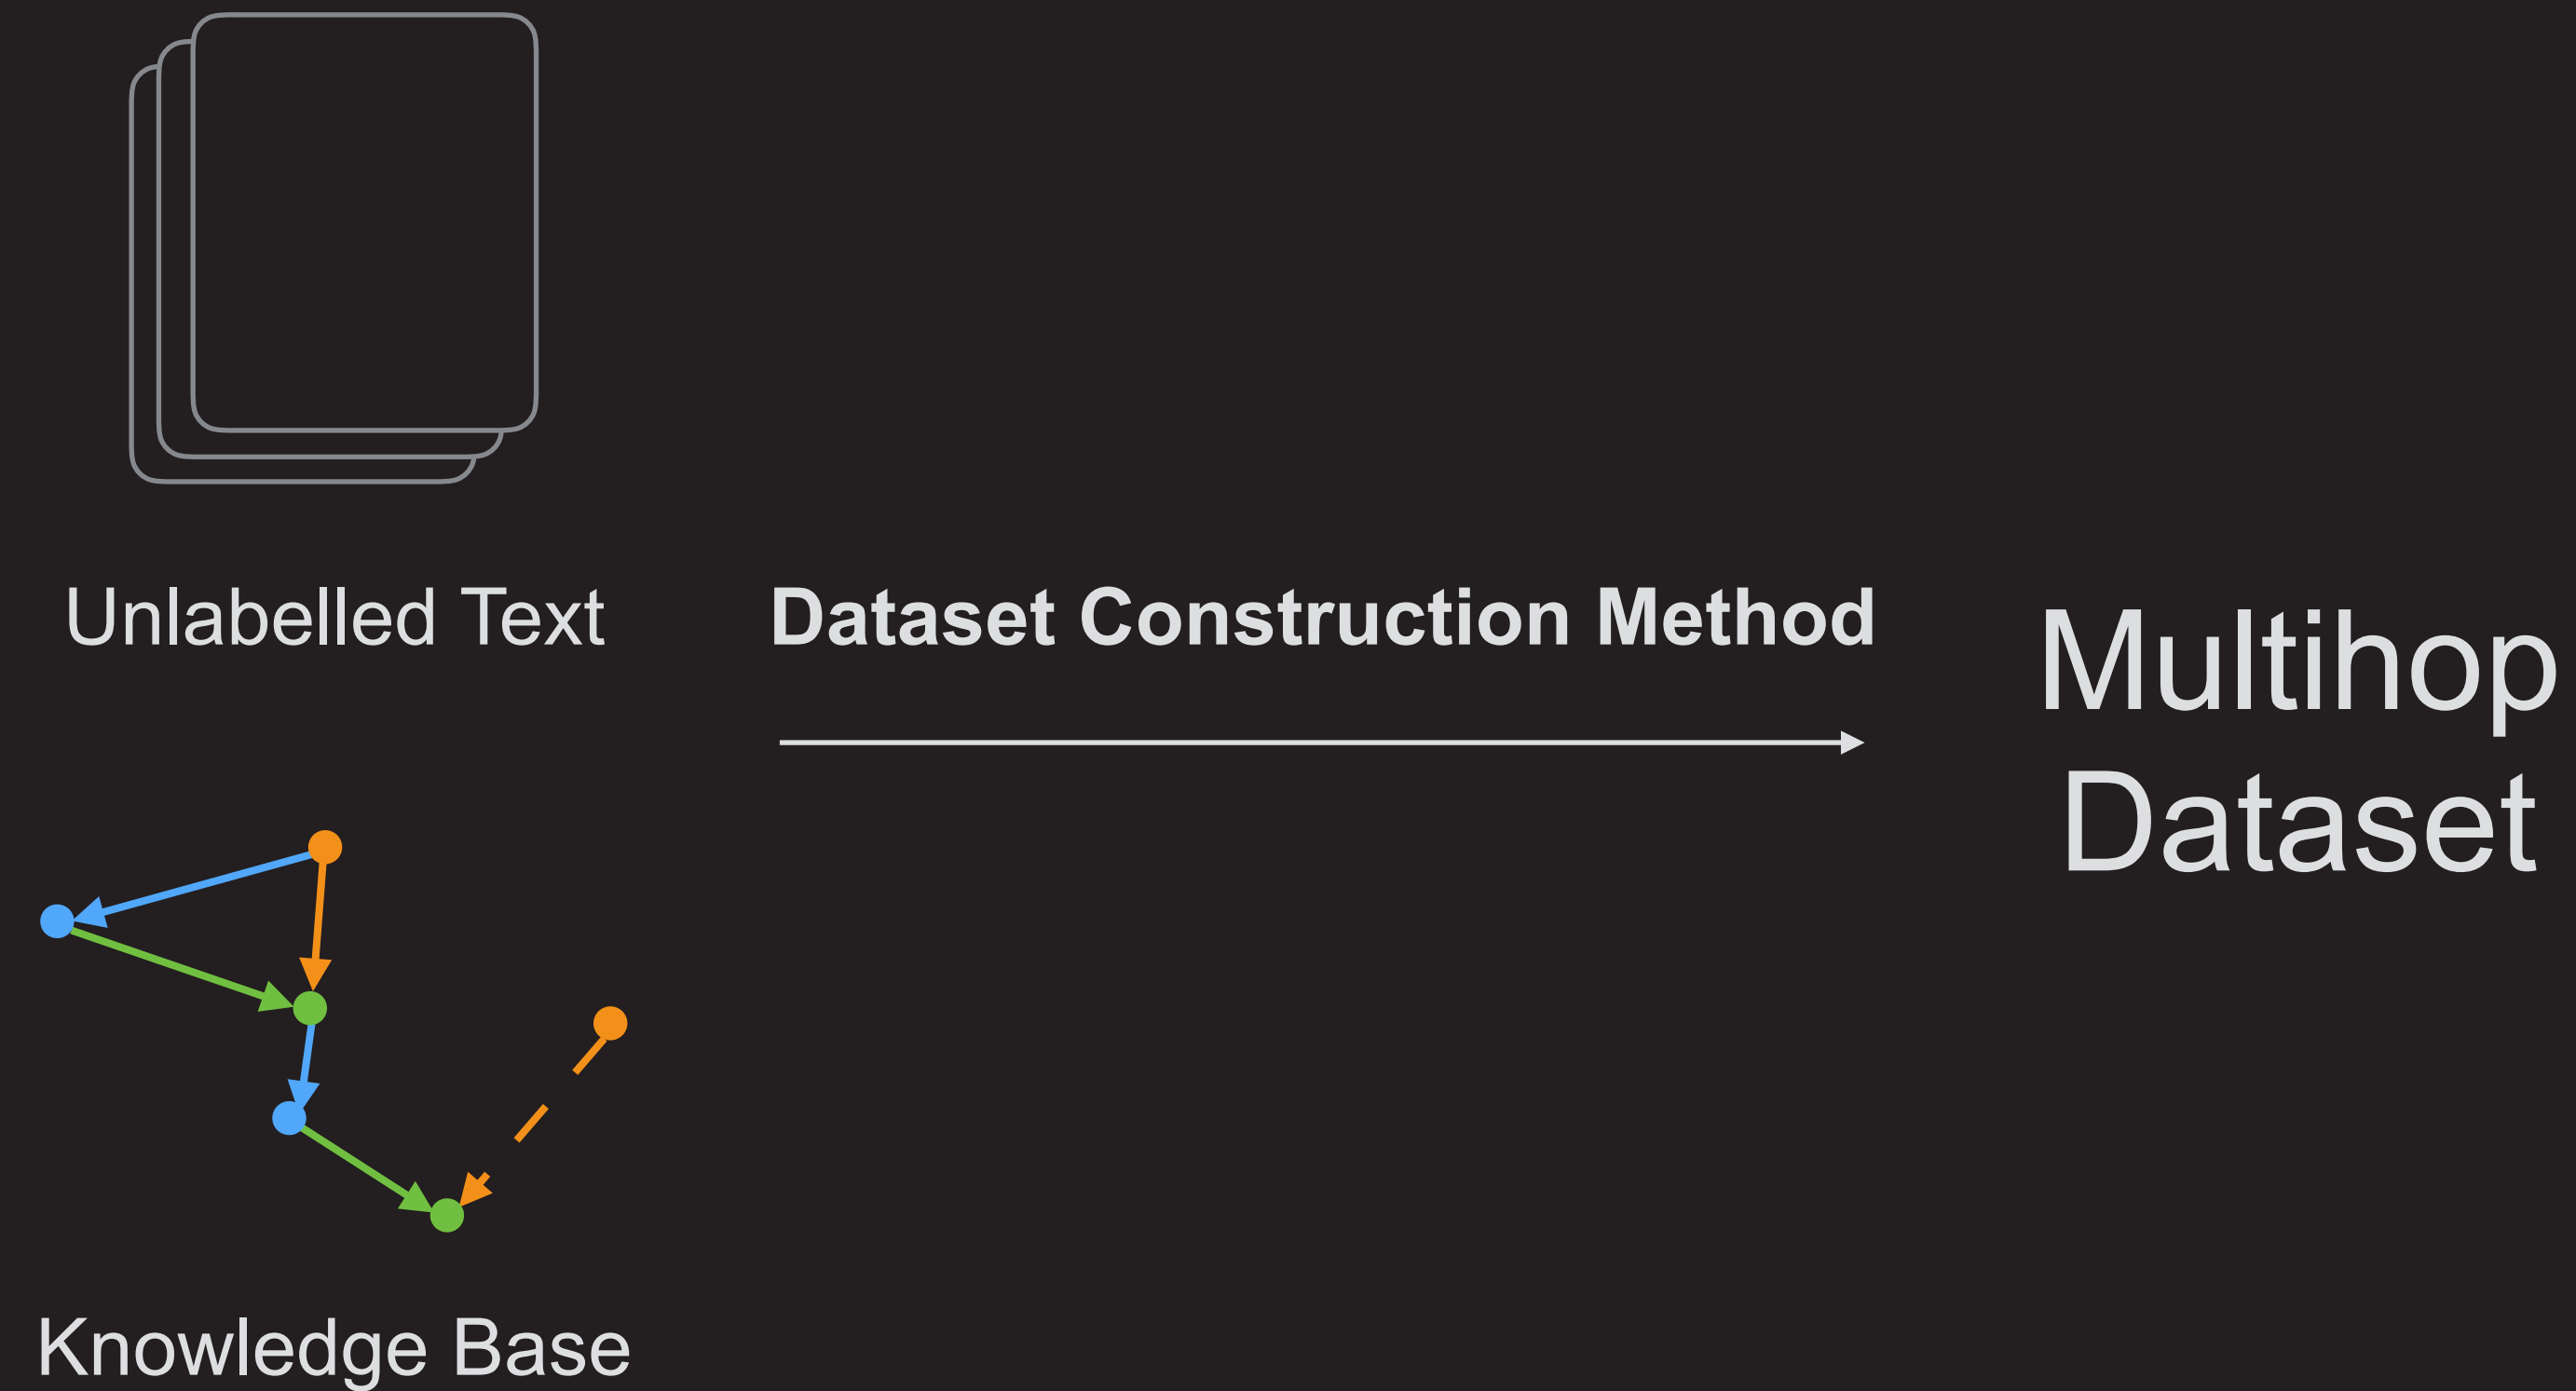 Unlabelled Text
Dataset Construction Method
Multihop
Dataset
Knowledge Base